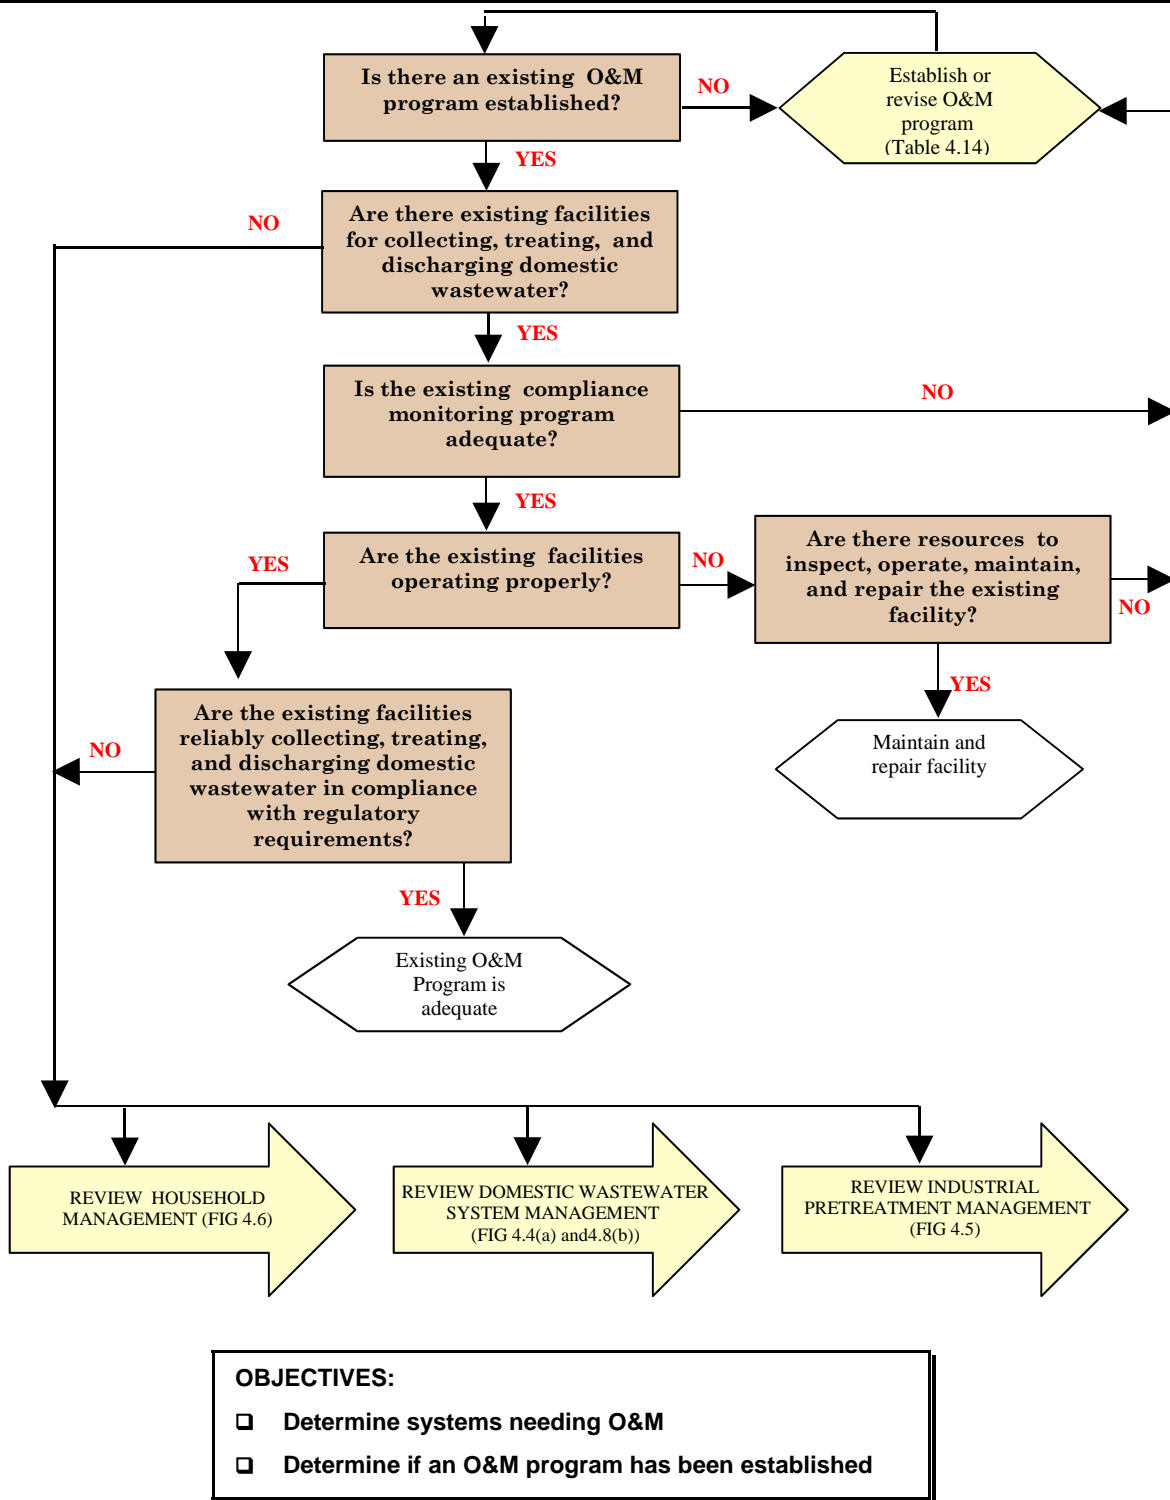 Is there an existing O&M
program established?
NO
Establish or
revise O&M
program
(Table 4.14)
YES
NO
Are there existing facilities
for collecting, treating, and
discharging domestic
wastewater?
YES
Is the existing compliance
monitoring program
adequate?
NO
YES
YES
Are the existing facilities
operating properly?
NO
Are there resources to
inspect, operate, maintain,
and repair the existing
facility?
NO
YES
Maintain and
repair facility
NO
Are the existing facilities
reliably collecting, treating,
and discharging domestic
wastewater in compliance
with regulatory
requirements?
YES
Existing O&M
Program is
adequate
REVIEW HOUSEHOLD
MANAGEMENT (FIG 4.6)
REVIEW DOMESTIC WASTEWATER
SYSTEM MANAGEMENT
(FIG 4.4(a) and4.8(b))
REVIEW INDUSTRIAL
PRETREATMENT MANAGEMENT
(FIG 4.5)
OBJECTIVES:
❑ Determine systems needing O&M
❑ Determine if an O&M program has been established